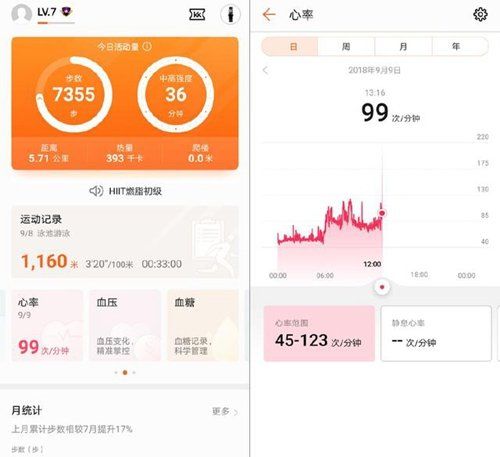 LV.7
今日活动量
步数
7355
步
中高强度
36
分钟
距离
5.71 公里
热量
393 千卡
爬楼
0.0 米
HIIT燃脂初级
运动记录
9/8 泳池游泳
1,160 米 3'20"/100米 00:33:00
心率
9/9
99 次/分钟
血压
血压变化，
精准掌控
血糖
血糖记录，
科学管理
月统计
更多
上月累计步数相较7月提升17%
步数（步）
心率
日
周
月
年
2018年9月9日
13:16
99 次/分钟
220
175
130
85
40
00:00
06:00
12:00
18:00
00:00
心率范围
45-123 次/分钟
静息心率
-- 次/分钟